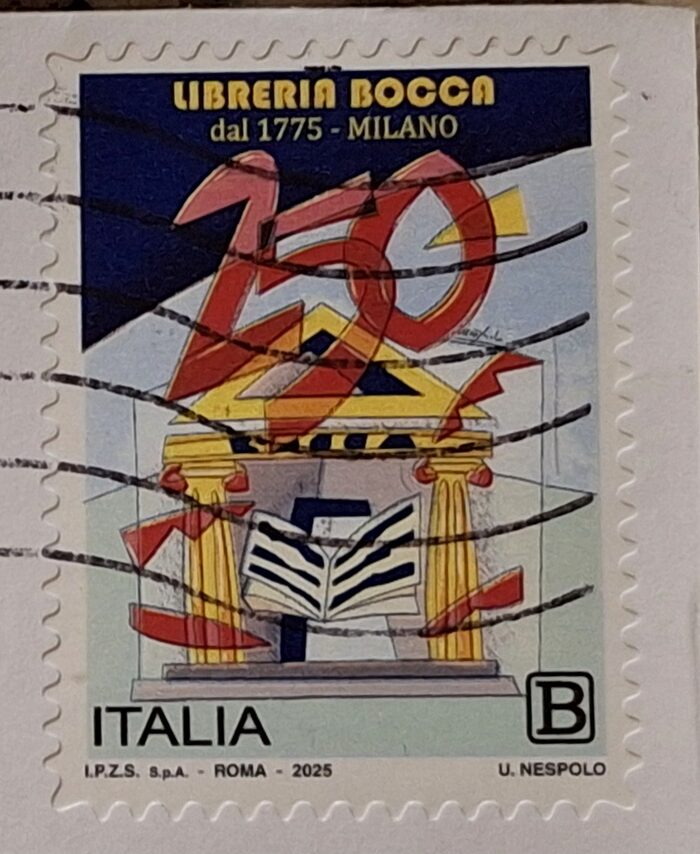 LIBRERIA BOCCA
dal 1775 - MILANO
250
ITALIA
B
I.P.Z.S. S.p.A. - ROMA - 2025
U. NESPOLO